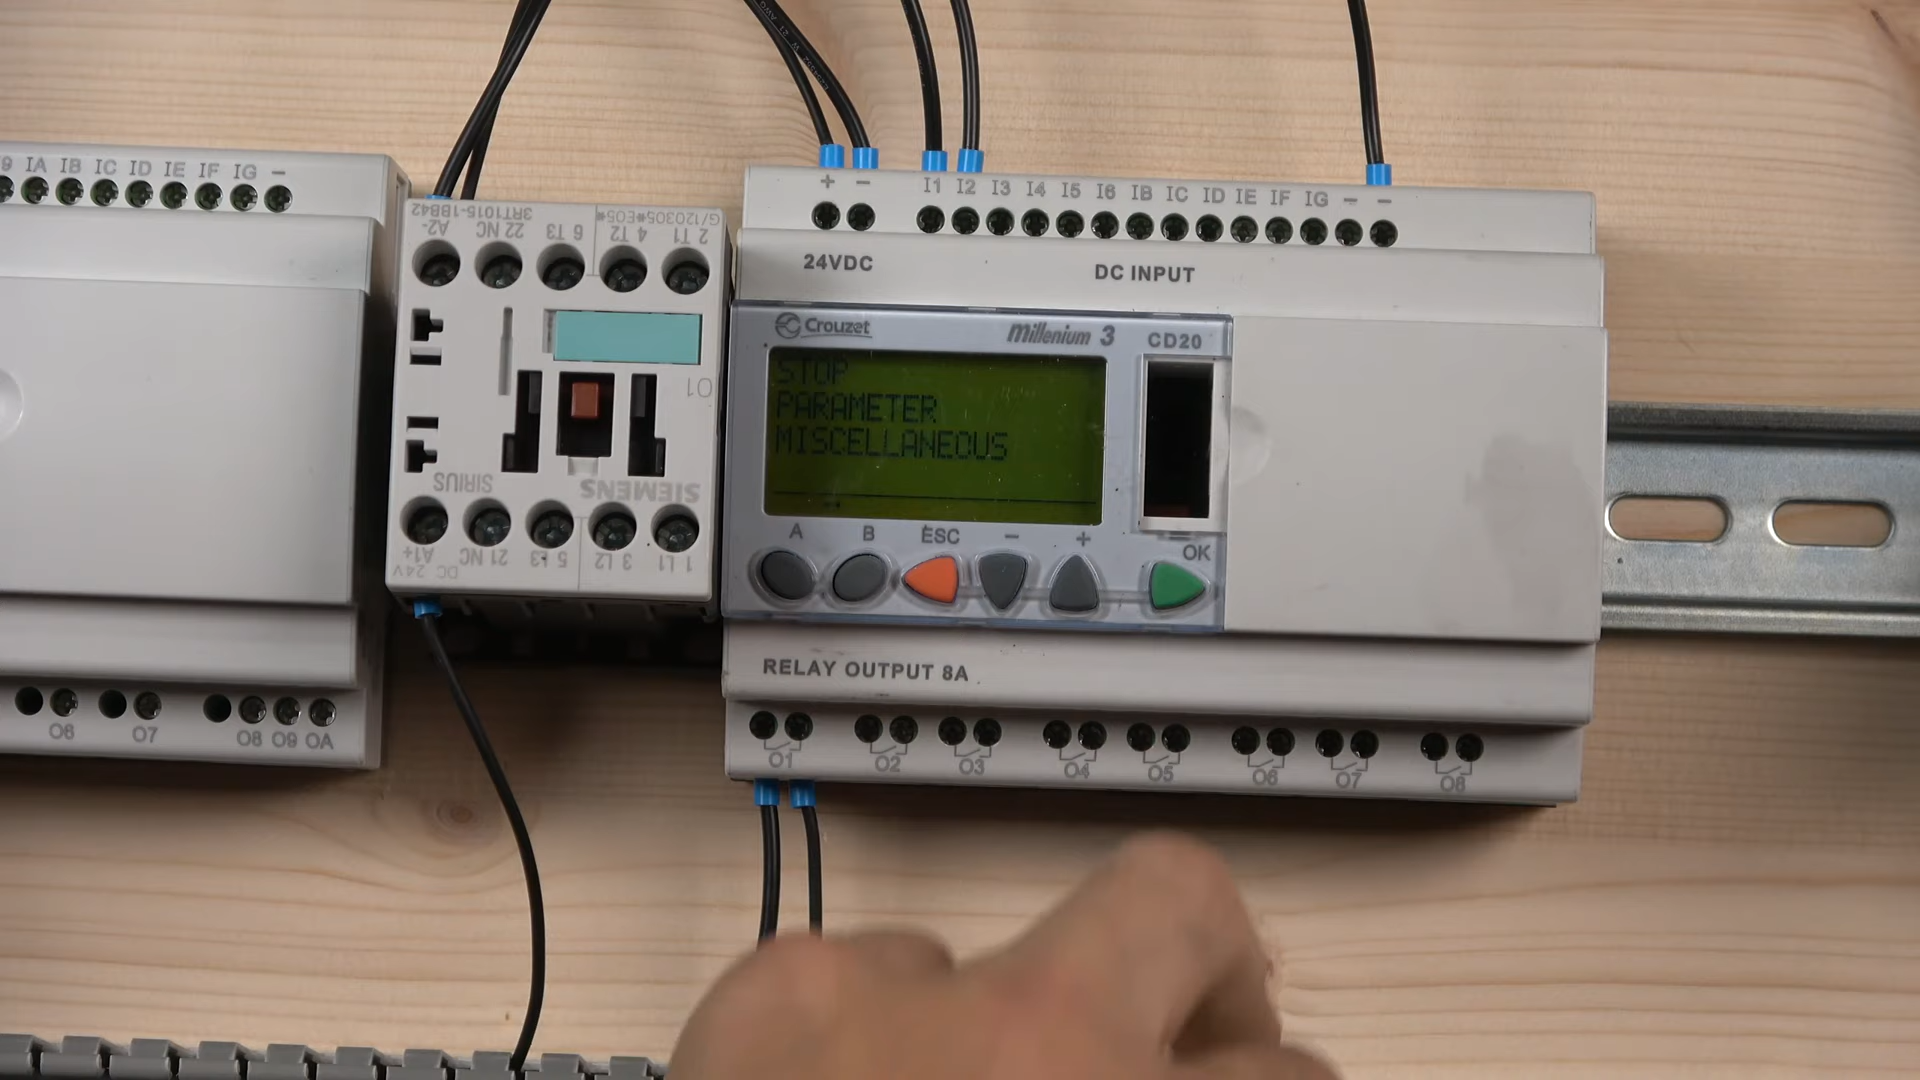 9 IA IB IC ID IE IF IG -
O6 O7 O8 O9 OA
3RT1015-1BB42
G/120305*E05*
A2- 22 NC 6 T3 4 T2 2 T1
O1
SIRIUS
SIEMENS
A1+ 21 NC 5 L3 3 L2 1 L1
DC 24V
+ - I1 I2 I3 I4 I5 I6 IB IC ID IE IF IG - -
24VDC DC INPUT
Crouzet Millenium 3 CD20
STOP
PARAMETER
MISCELLANEOUS
A B ESC - + OK
RELAY OUTPUT 8A
O1 O2 O3 O4 O5 O6 O7 O8